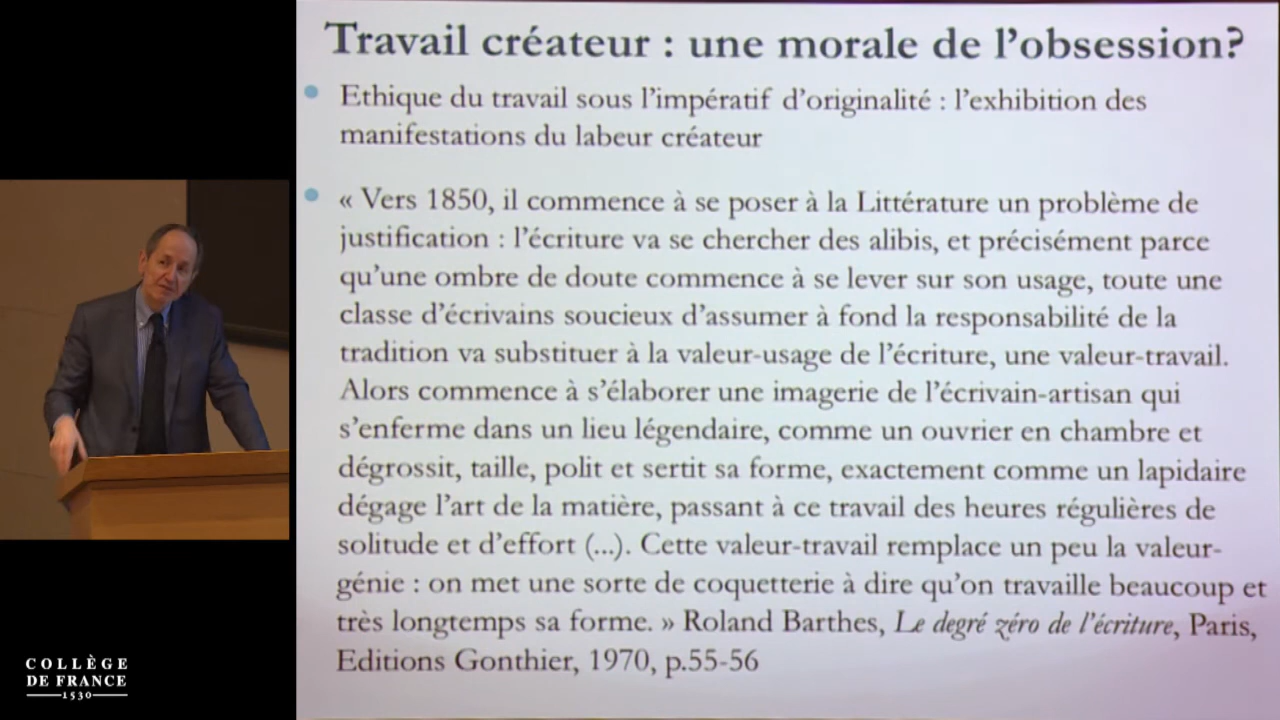 Travail créateur : une morale de l'obsession?
Ethique du travail sous l'impératif d'originalité : l'exhibition des
manifestations du labeur créateur
« Vers 1850, il commence à se poser à la Littérature un problème de
justification : l'écriture va se chercher des alibis, et précisément parce
qu'une ombre de doute commence à se lever sur son usage, toute une
classe d'écrivains soucieux d'assumer à fond la responsabilité de la
tradition va substituer à la valeur-usage de l'écriture, une valeur-travail.
Alors commence à s'élaborer une imagerie de l'écrivain-artisan qui
s'enferme dans un lieu légendaire, comme un ouvrier en chambre et
dégrossit, taille, polit et sertit sa forme, exactement comme un lapidaire
dégage l'art de la matière, passant à ce travail des heures régulières de
solitude et d'effort (...). Cette valeur-travail remplace un peu la valeur-
génie : on met une sorte de coquetterie à dire qu'on travaille beaucoup et
très longtemps sa forme. » Roland Barthes, Le degré zéro de l'écriture, Paris,
Editions Gonthier, 1970, p.55-56
COLLÈGE
DE FRANCE
1530